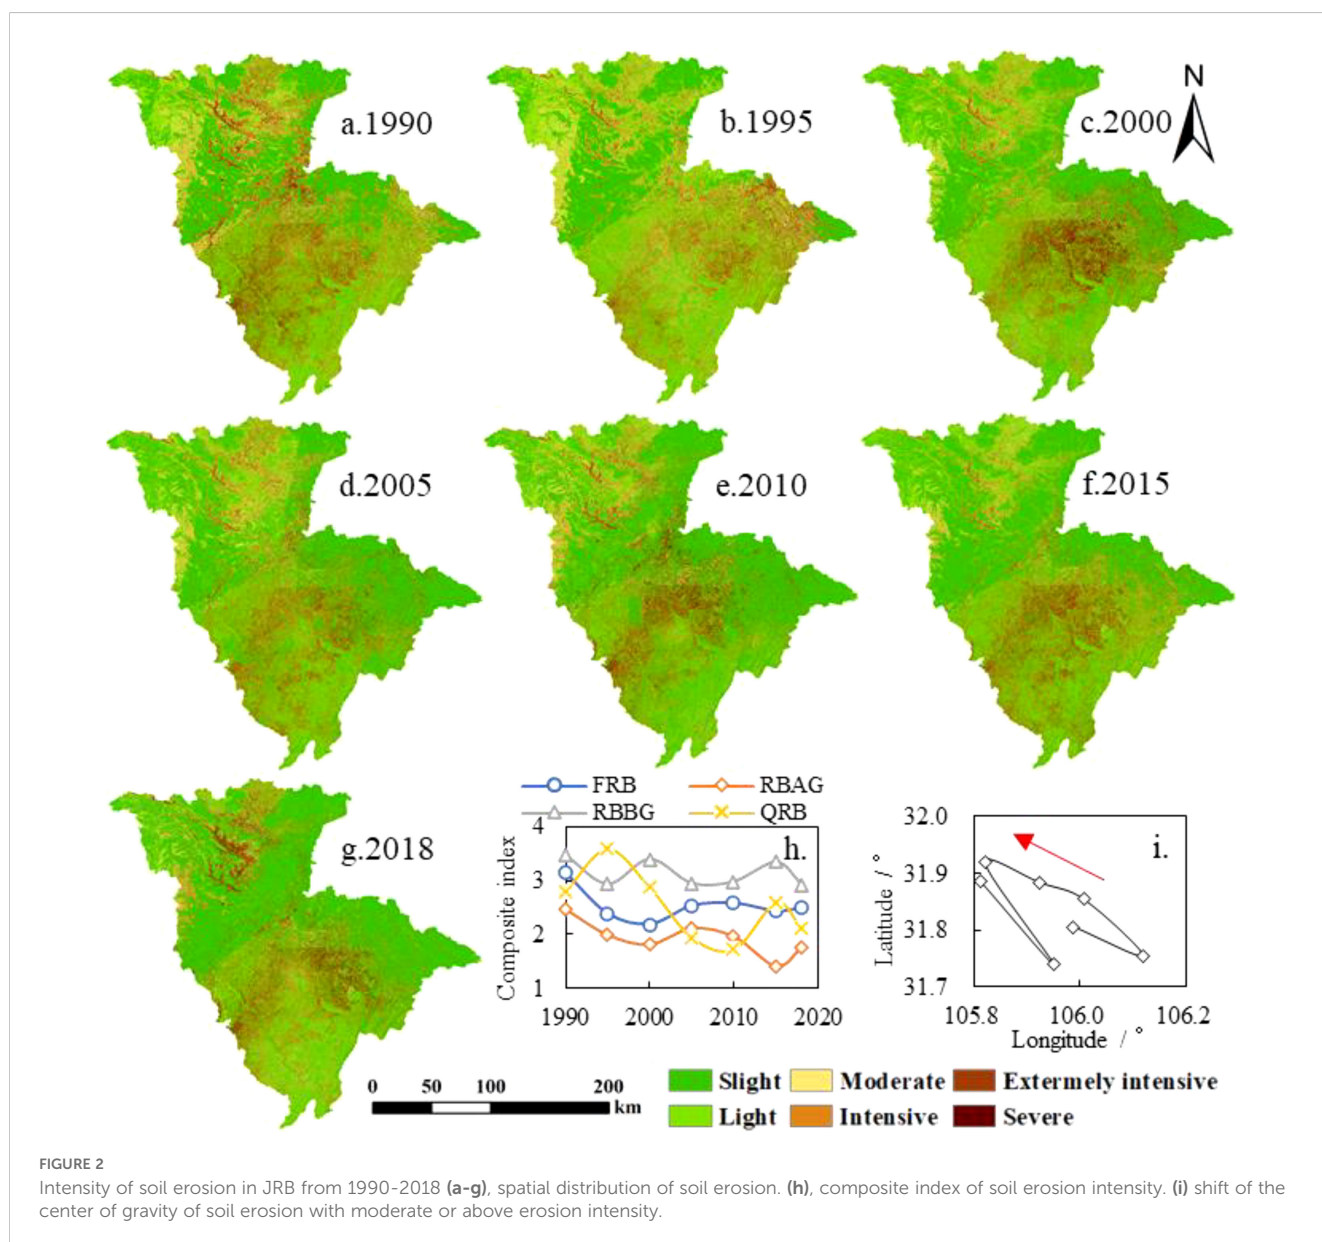 N
a.1990
b.1995
c.2000
d.2005
e.2010
f.2015
g.2018
FRB
RBAG
RBBG
QRB
h.
4
3
2
1
Composite index
1990
2000
2010
2020
i.
32.0
31.9
31.8
31.7
Latitude / °
105.8
106.0
106.2
Longitude / °
0
50
100
200
km
Slight
Moderate
Extermely intensive
Light
Intensive
Severe
FIGURE 2
Intensity of soil erosion in JRB from 1990-2018 (a-g), spatial distribution of soil erosion. (h), composite index of soil erosion intensity. (i) shift of the
center of gravity of soil erosion with moderate or above erosion intensity.